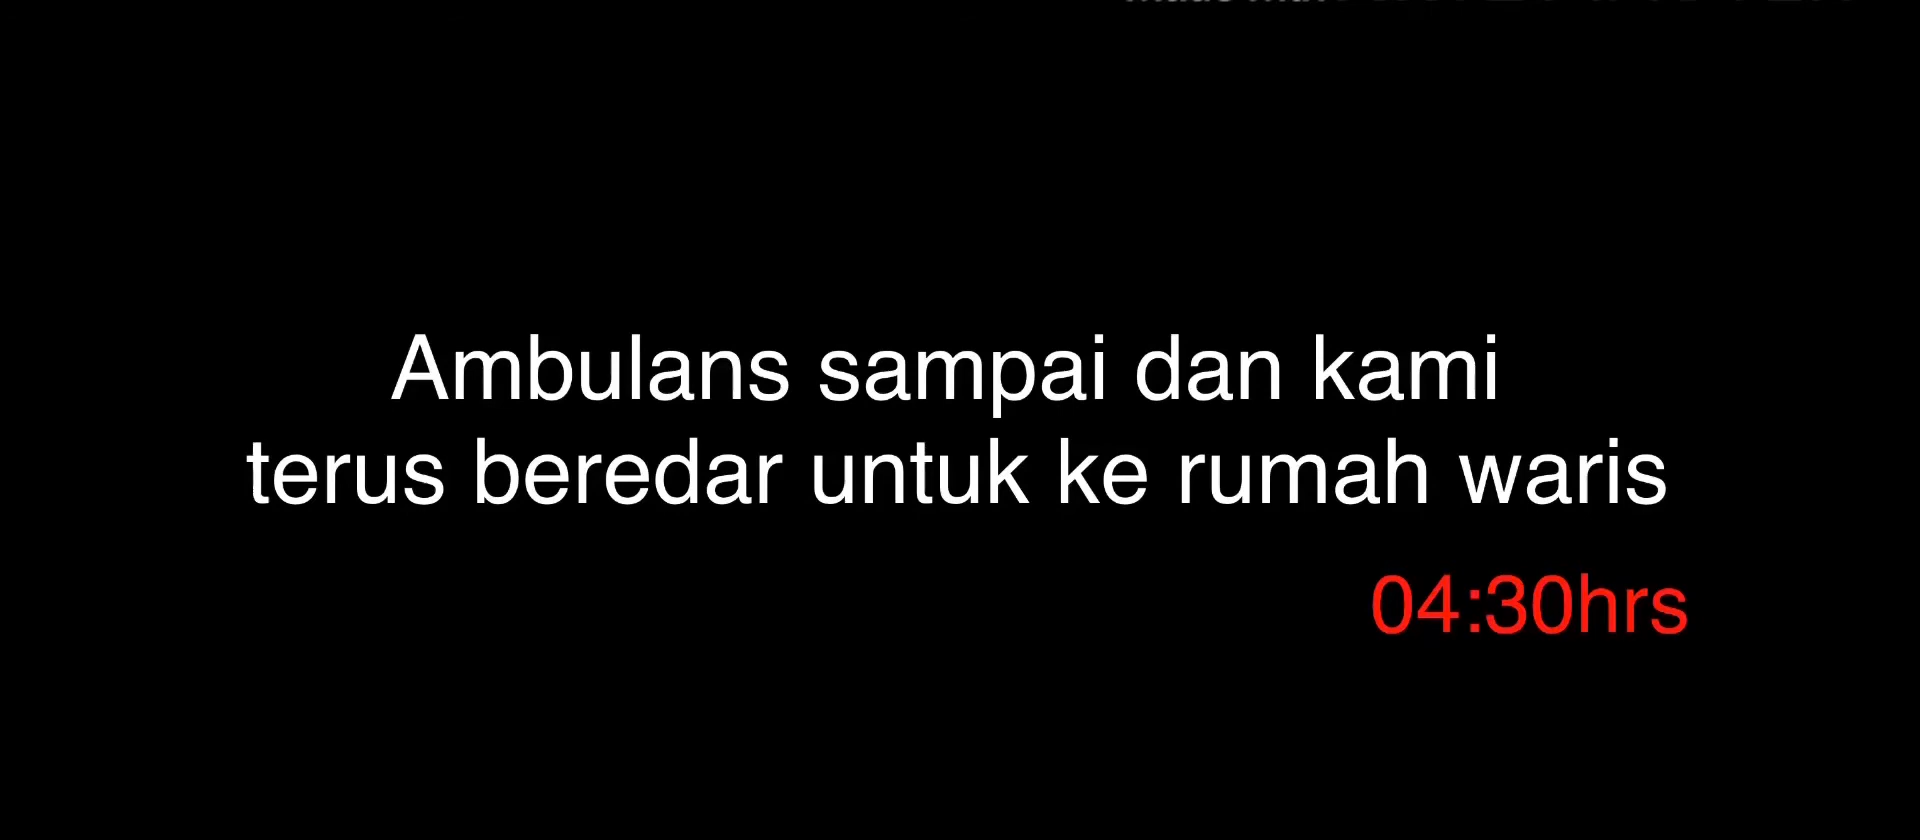 Ambulans sampai dan kami
terus beredar untuk ke rumah waris
04:30hrs